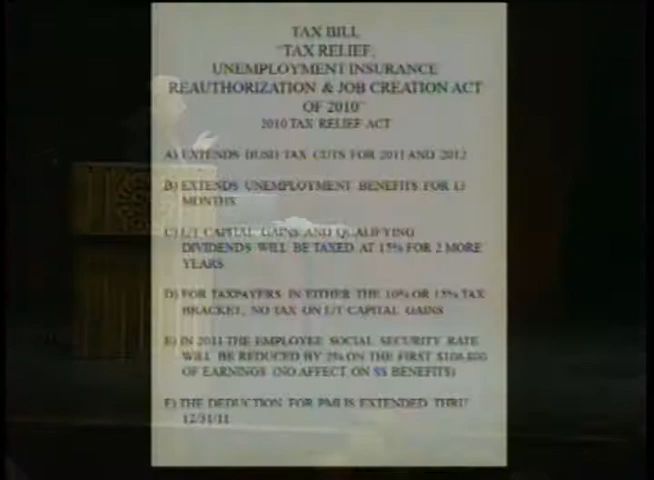 TAX BILL
"TAX RELIEF,
UNEMPLOYMENT INSURANCE
REAUTHORIZATION & JOB CREATION ACT
OF 2010"
2010 TAX RELIEF ACT
A) EXTENDS BUSH TAX CUTS FOR 2011 AND 2012
B) EXTENDS UNEMPLOYMENT BENEFITS FOR 13
MONTHS
C) L/T CAPITAL GAINS AND QUALIFYING
DIVIDENDS WILL BE TAXED AT 15% FOR 2 MORE
YEARS
D) FOR TAXPAYERS IN EITHER THE 10% OR 15% TAX
BRACKET, NO TAX ON L/T CAPITAL GAINS
E) IN 2011 THE EMPLOYEE SOCIAL SECURITY RATE
WILL BE REDUCED BY 2% ON THE FIRST $106,800
OF EARNINGS (NO AFFECT ON SS BENEFITS)
F) THE DEDUCTION FOR PMI IS EXTENDED THRU
12/31/11